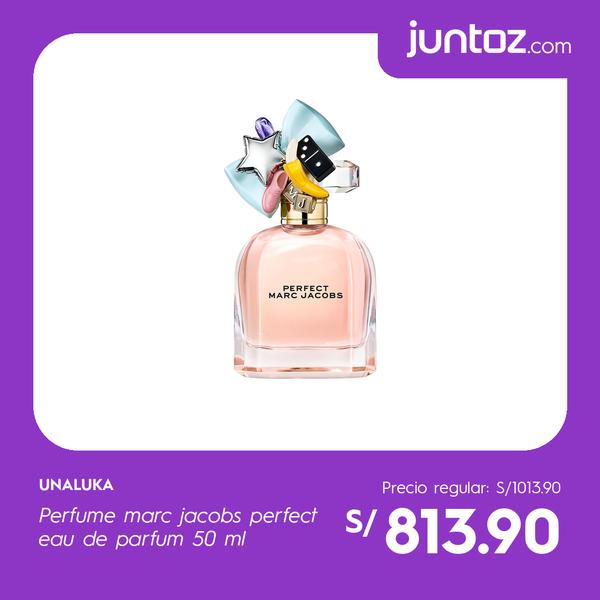 juntoz.com
M J
PERFECT
MARC JACOBS
UNALUKA
Perfume marc jacobs perfect
eau de parfum 50 ml
Precio regular: S/1013.90
S/ 813.90